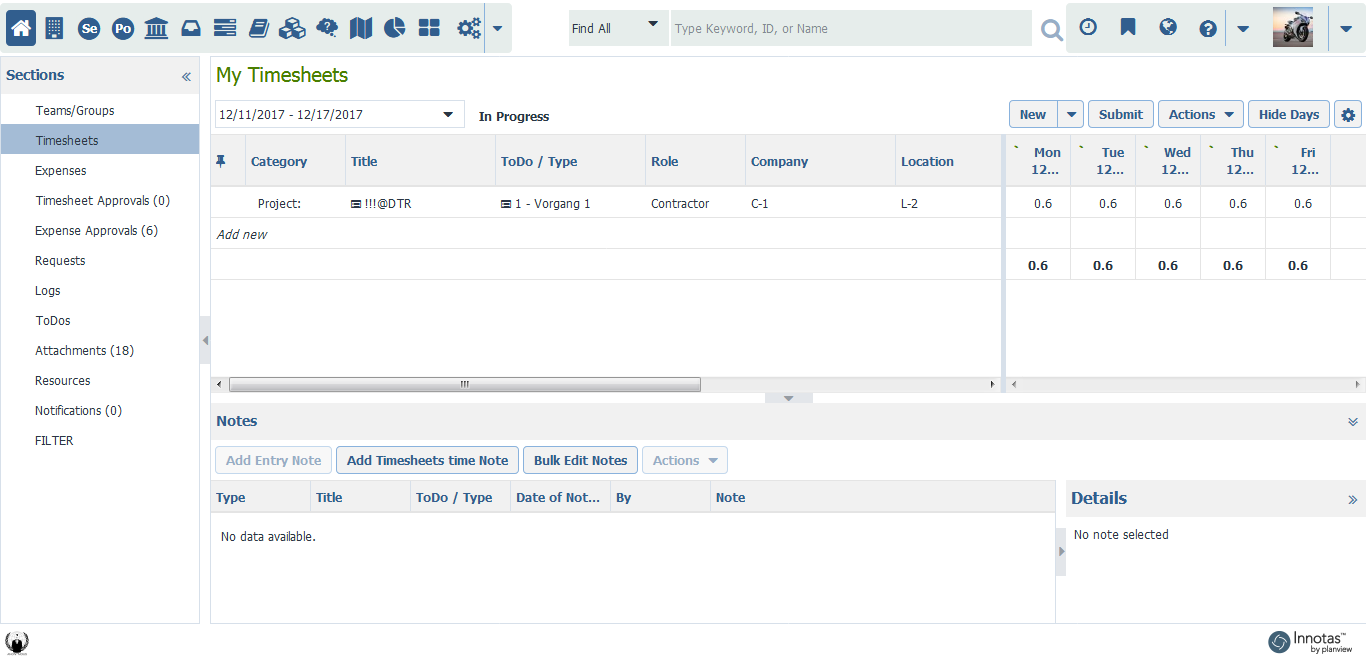 Se Po Find All Type Keyword, ID, or Name
Sections
Teams/Groups
Timesheets
Expenses
Timesheet Approvals (0)
Expense Approvals (6)
Requests
Logs
ToDos
Attachments (18)
Resources
Notifications (0)
FILTER
My Timesheets
12/11/2017 - 12/17/2017 In Progress New Submit Actions Hide Days
Category Title ToDo / Type Role Company Location Mon 12... Tue 12... Wed 12... Thu 12... Fri 12...
Project: !!!@DTR 1 - Vorgang 1 Contractor C-1 L-2 0.6 0.6 0.6 0.6 0.6
Add new
0.6 0.6 0.6 0.6 0.6
Notes
Add Entry Note Add Timesheets time Note Bulk Edit Notes Actions
Type Title ToDo / Type Date of Not... By Note
No data available.
Details
No note selected
Innotas™
by planview